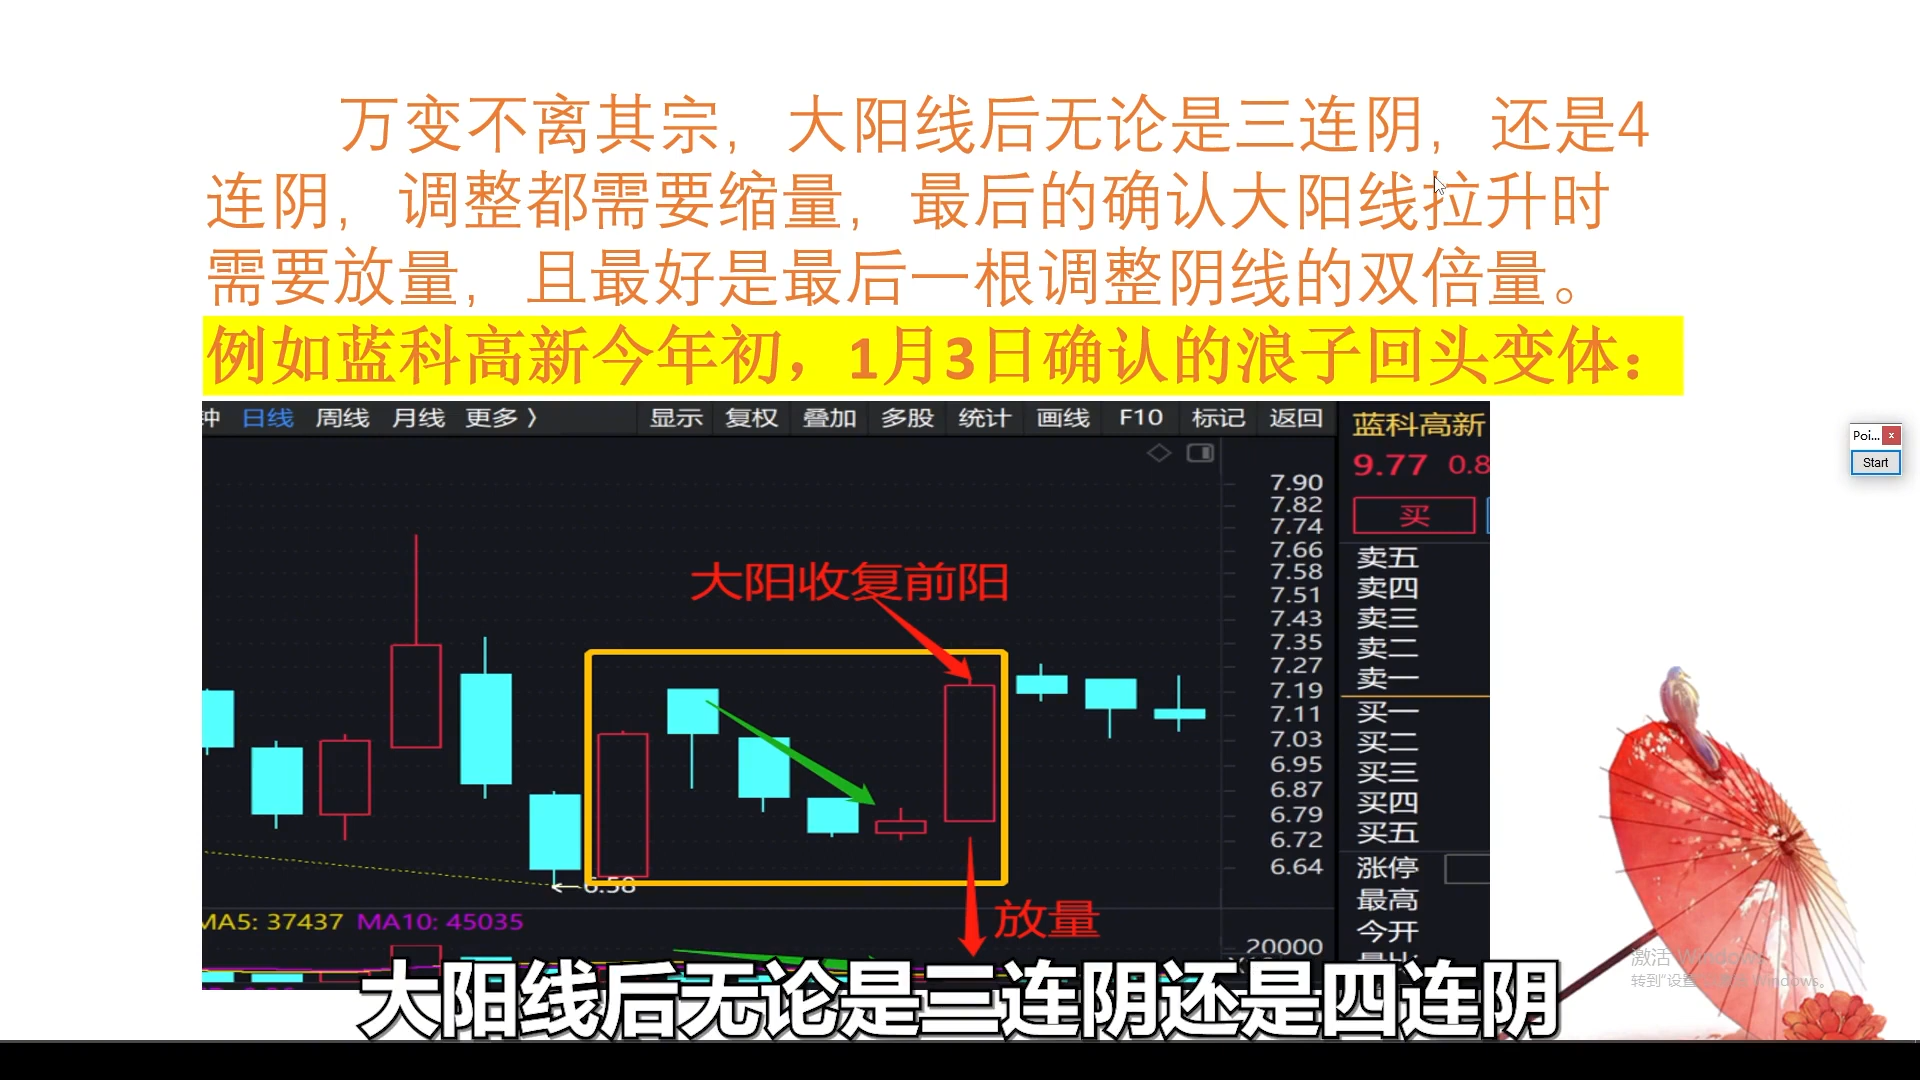 万变不离其宗，大阳线后无论是三连阴，还是4
连阴，调整都需要缩量，最后的确认大阳线拉升时
需要放量，且最好是最后一根调整阴线的双倍量。
例如蓝科高新今年初，1月3日确认的浪子回头变体：
钟 日线 周线 月线 更多 〉 显示 复权 叠加 多股 统计 画线 F10 标记 返回
蓝科高新
9.77 0.8
买
7.90
7.82
7.74
7.66
7.58
7.51
7.43
7.35
7.27
7.19
7.11
7.03
6.95
6.87
6.79
6.72
6.64
大阳收复前阳
卖五
卖四
卖三
卖二
卖一
买一
买二
买三
买四
买五
涨停
最高
今开
←6.58
MA5: 37437 MA10: 45035
放量
20000
Poi... x
Start
大阳线后无论是三连阴还是四连阴
激活 Windows